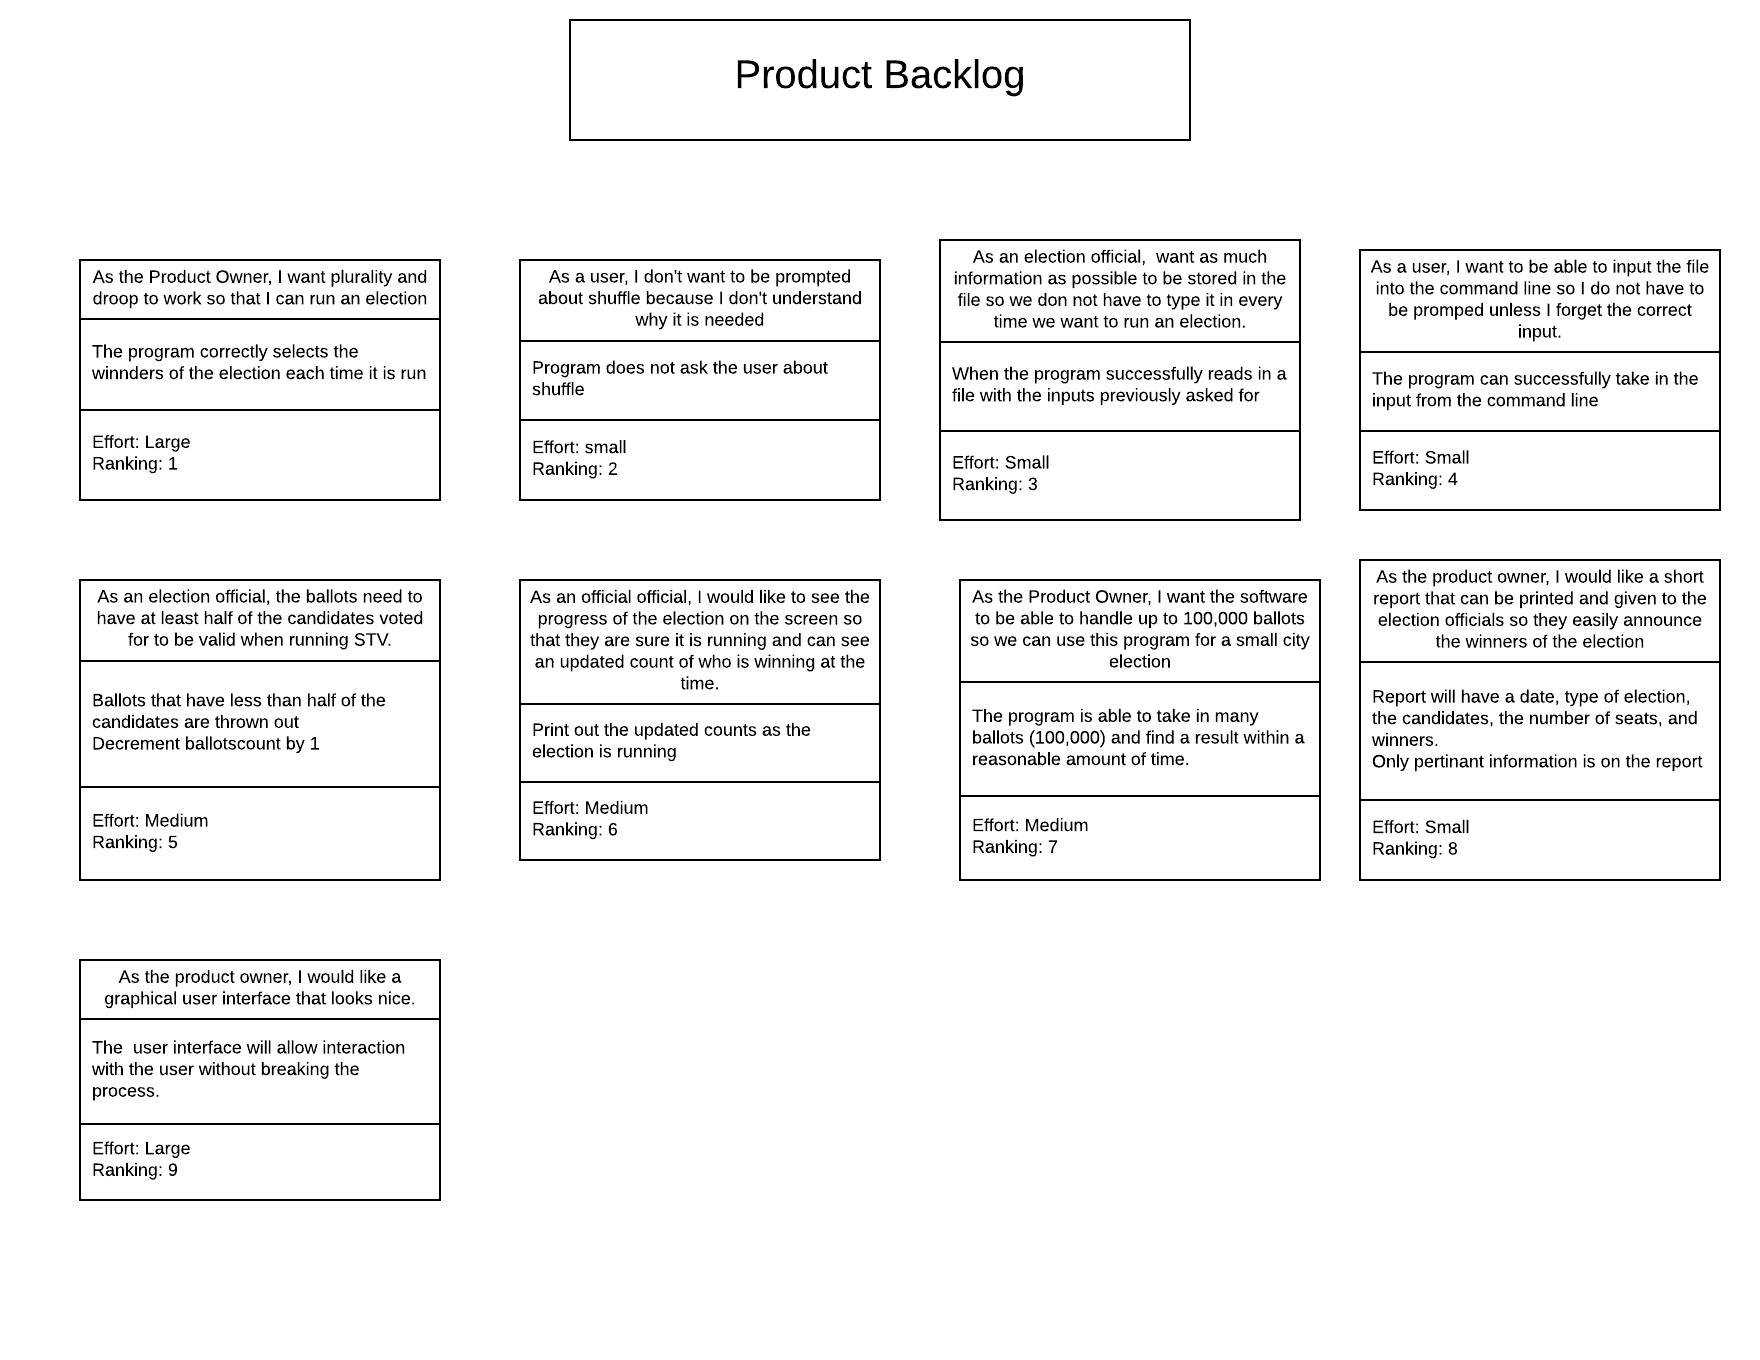 Product Backlog
As the Product Owner, I want plurality and
droop to work so that I can run an election
The program correctly selects the
winnders of the election each time it is run
Effort: Large
Ranking: 1
As a user, I don't want to be prompted
about shuffle because I don't understand
why it is needed
Program does not ask the user about
shuffle
Effort: small
Ranking: 2
As an election official,  want as much
information as possible to be stored in the
file so we don not have to type it in every
time we want to run an election.
When the program successfully reads in a
file with the inputs previously asked for
Effort: Small
Ranking: 3
As a user, I want to be able to input the file
into the command line so I do not have to
be promped unless I forget the correct
input.
The program can successfully take in the
input from the command line
Effort: Small
Ranking: 4
As an election official, the ballots need to
have at least half of the candidates voted
for to be valid when running STV.
Ballots that have less than half of the
candidates are thrown out
Decrement ballotscount by 1
Effort: Medium
Ranking: 5
As an official official, I would like to see the
progress of the election on the screen so
that they are sure it is running and can see
an updated count of who is winning at the
time.
Print out the updated counts as the
election is running
Effort: Medium
Ranking: 6
As the Product Owner, I want the software
to be able to handle up to 100,000 ballots
so we can use this program for a small city
election
The program is able to take in many
ballots (100,000) and find a result within a
reasonable amount of time.
Effort: Medium
Ranking: 7
As the product owner, I would like a short
report that can be printed and given to the
election officials so they easily announce
the winners of the election
Report will have a date, type of election,
the candidates, the number of seats, and
winners.
Only pertinant information is on the report
Effort: Small
Ranking: 8
As the product owner, I would like a
graphical user interface that looks nice.
The  user interface will allow interaction
with the user without breaking the
process.
Effort: Large
Ranking: 9